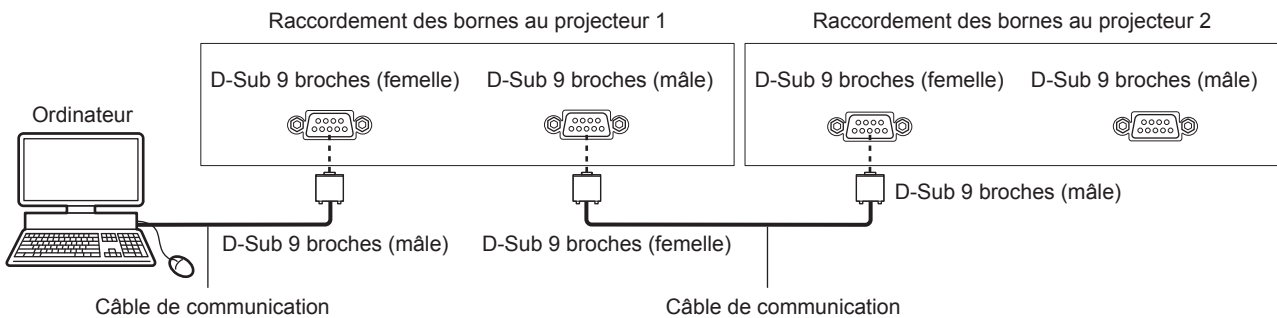 Raccordement des bornes au projecteur 1
Raccordement des bornes au projecteur 2
D-Sub 9 broches (femelle)
D-Sub 9 broches (mâle)
D-Sub 9 broches (femelle)
D-Sub 9 broches (mâle)
Ordinateur
D-Sub 9 broches (mâle)
D-Sub 9 broches (mâle)
D-Sub 9 broches (femelle)
Câble de communication
Câble de communication